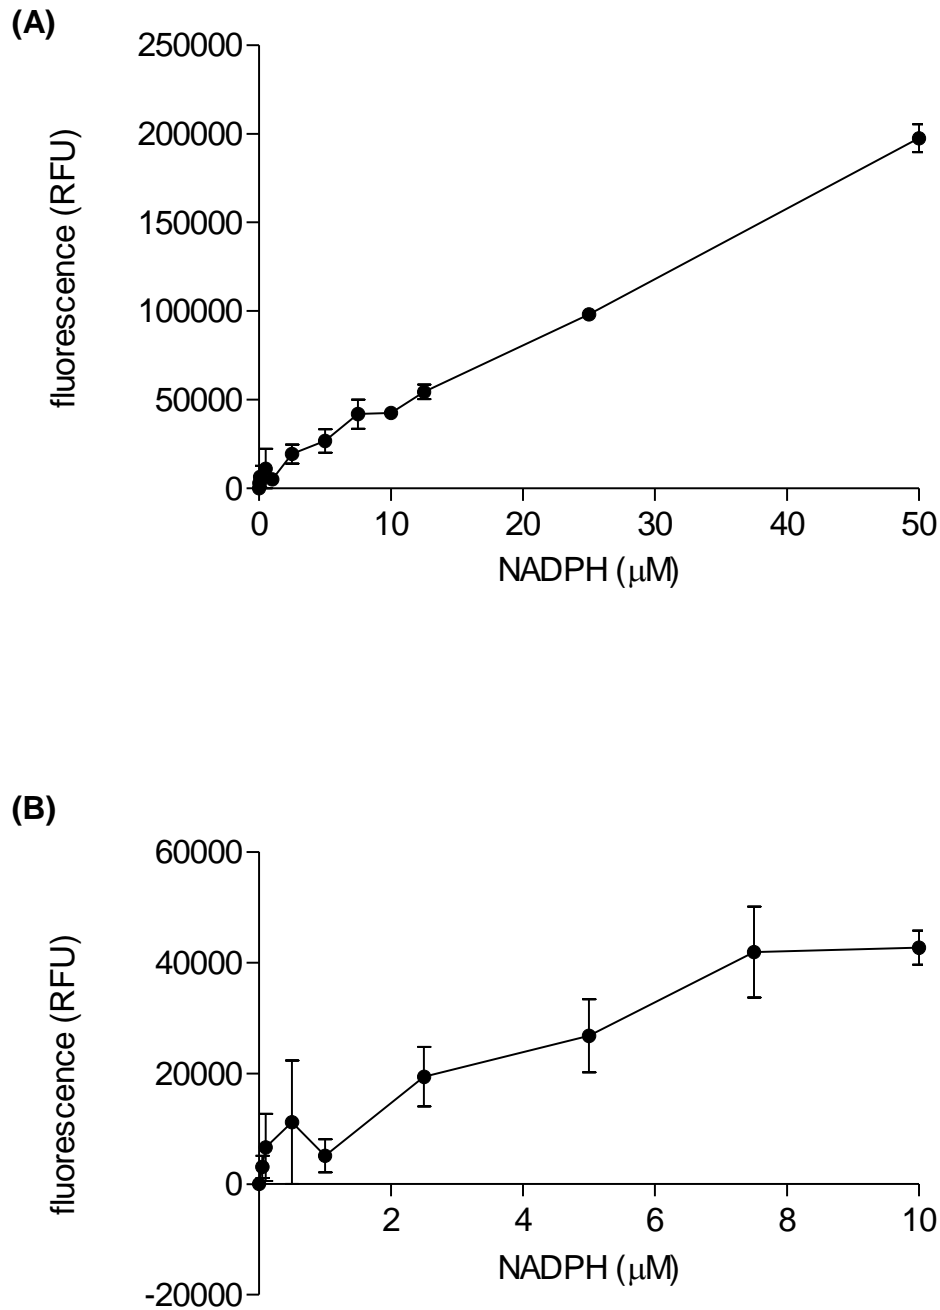 (A)
250000
200000
150000
100000
50000
0
fluorescence (RFU)
0 10 20 30 40 50
NADPH (μM)
(B)
60000
40000
20000
0
-20000
fluorescence (RFU)
2 4 6 8 10
NADPH (μM)